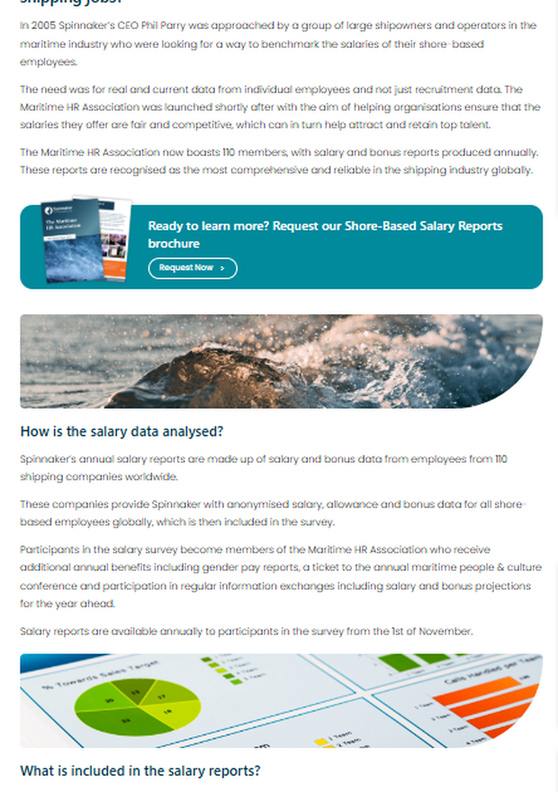 shipping jobs?
In 2005 Spinnaker's CEO Phil Parry was approached by a group of large shipowners and operators in the
maritime industry who were looking for a way to benchmark the salaries of their shore-based
employees.
The need was for real and current data from individual employees and not just recruitment data. The
Maritime HR Association was launched shortly after with the aim of helping organisations ensure that the
salaries they offer are fair and competitive, which can in turn help attract and retain top talent.
The Maritime HR Association now boasts 110 members, with salary and bonus reports produced annually.
These reports are recognised as the most comprehensive and reliable in the shipping industry globally.
Spinnaker
The Maritime
HR Association
Ready to learn more? Request our Shore-Based Salary Reports
brochure
Request Now >
How is the salary data analysed?
Spinnaker's annual salary reports are made up of salary and bonus data from employees from 110
shipping companies worldwide.
These companies provide Spinnaker with anonymised salary, allowance and bonus data for all shore-
based employees globally, which is then included in the survey.
Participants in the salary survey become members of the Maritime HR Association who receive
additional annual benefits including gender pay reports, a ticket to the annual maritime people & culture
conference and participation in regular information exchanges including salary and bonus projections
for the year ahead.
Salary reports are available annually to participants in the survey from the 1st of November.
% Towards Sales Target
Calls Handled per Team
What is included in the salary reports?